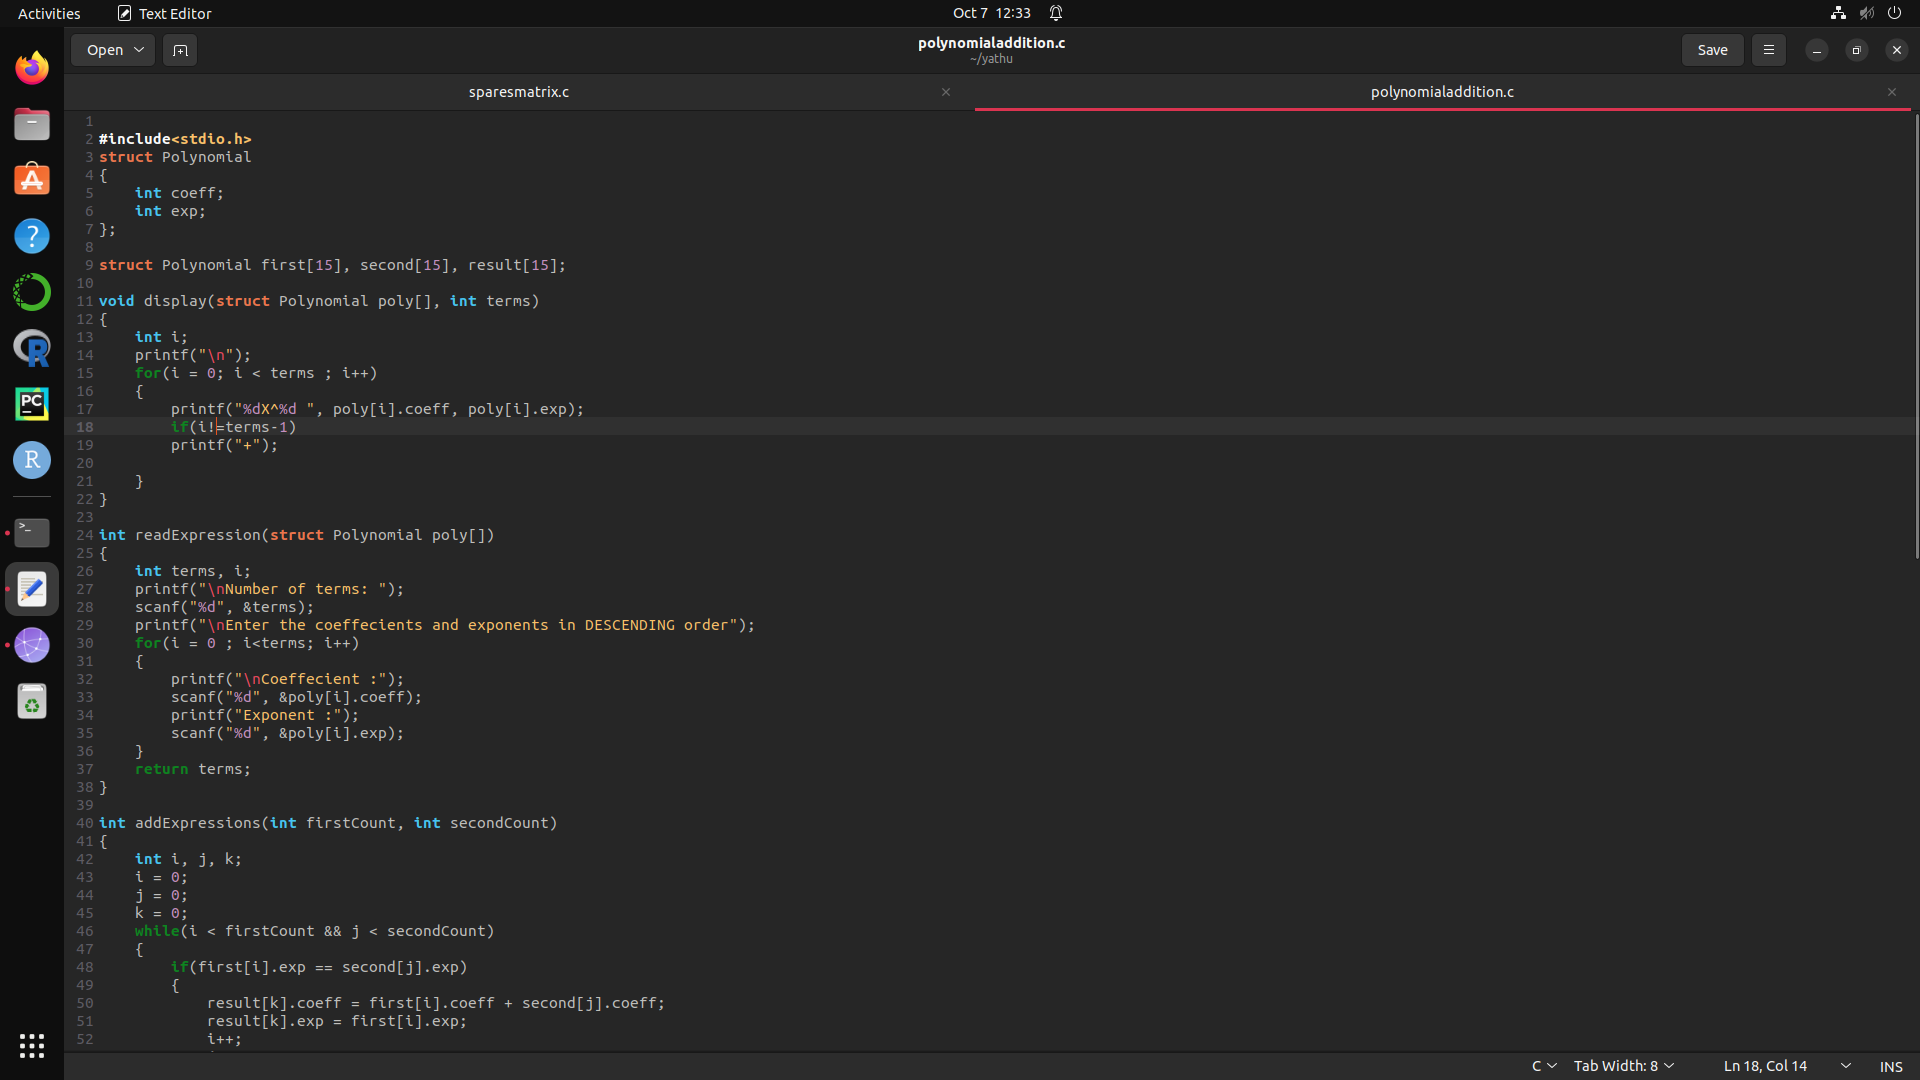 Activities Text Editor Oct 7 12:33
Open polynomialaddition.c Save
~/yathu
sparesmatrix.c polynomialaddition.c
1
2 #include<stdio.h>
3 struct Polynomial
4 {
5     int coeff;
6     int exp;
7 };
8
9 struct Polynomial first[15], second[15], result[15];
10
11 void display(struct Polynomial poly[], int terms)
12 {
13     int i;
14     printf("\n");
15     for(i = 0; i < terms ; i++)
16     {
17         printf("%dX^%d ", poly[i].coeff, poly[i].exp);
18         if(i!=terms-1)
19         printf("+");
20
21     }
22 }
23
24 int readExpression(struct Polynomial poly[])
25 {
26     int terms, i;
27     printf("\nNumber of terms: ");
28     scanf("%d", &terms);
29     printf("\nEnter the coeffecients and exponents in DESCENDING order");
30     for(i = 0 ; i<terms; i++)
31     {
32         printf("\nCoeffecient :");
33         scanf("%d", &poly[i].coeff);
34         printf("Exponent :");
35         scanf("%d", &poly[i].exp);
36     }
37     return terms;
38 }
39
40 int addExpressions(int firstCount, int secondCount)
41 {
42     int i, j, k;
43     i = 0;
44     j = 0;
45     k = 0;
46     while(i < firstCount && j < secondCount)
47     {
48         if(first[i].exp == second[j].exp)
49         {
50             result[k].coeff = first[i].coeff + second[j].coeff;
51             result[k].exp = first[i].exp;
52             i++;
C Tab Width: 8 Ln 18, Col 14 INS